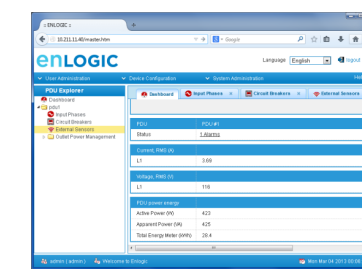 :: ENLOGIC ::
10.211.11.40/master.htm
Google
enLOGIC
Language English logout
User Administration Device Configuration System Administration
PDU Explorer
Dashboard Input Phases Circuit Breakers External Sensors
Dashboard
pdu1
Input Phases
Circuit Breakers
External Sensors
Outlet Power Management
PDU PDU #1
Status 1 Alarms
Current, RMS (A)
L1 3.69
Voltage, RMS (V)
L1 116
PDU power energy
Active Power (W) 423
Apparent Power (VA) 425
Total Energy Meter (kWh) 29.4
admin ( admin ) Welcome to Enlogic Mon Mar 04 2013